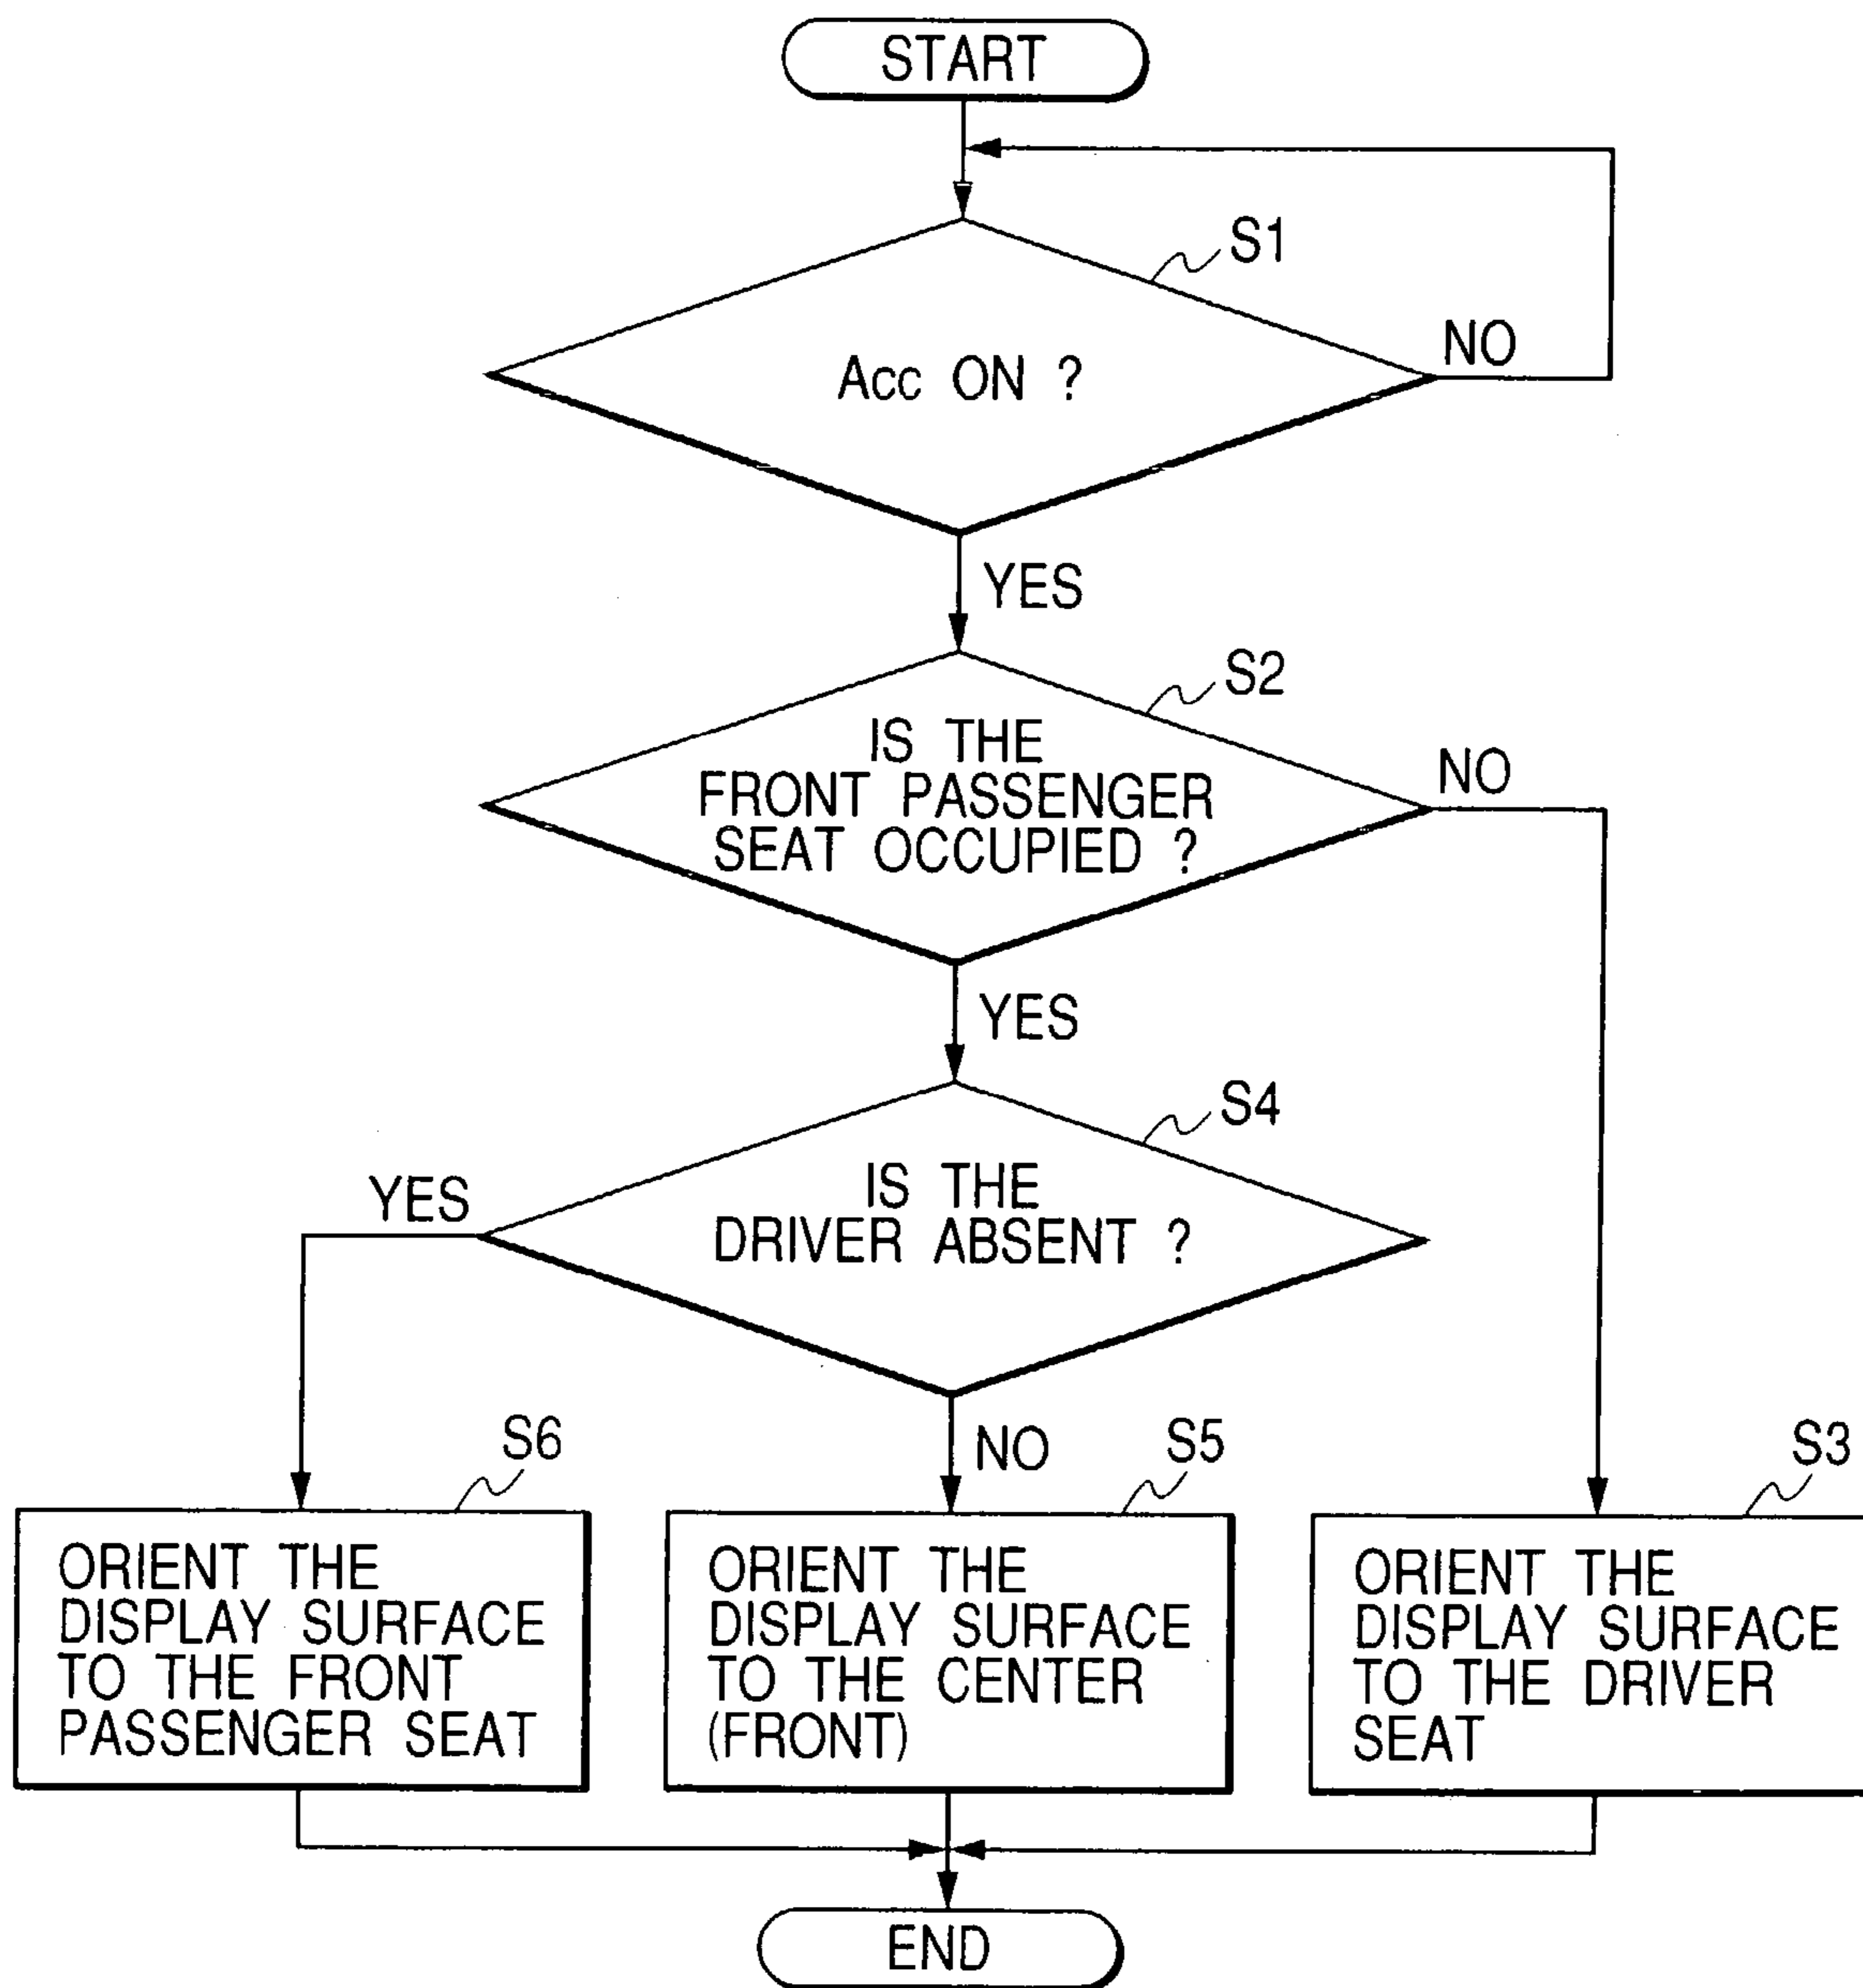 START
S1
Acc ON ?
NO
YES
S2
IS THE
FRONT PASSENGER
SEAT OCCUPIED ?
NO
YES
S4
IS THE
DRIVER ABSENT ?
YES
NO
S6
ORIENT THE
DISPLAY SURFACE
TO THE FRONT
PASSENGER SEAT
S5
ORIENT THE
DISPLAY SURFACE
TO THE CENTER
(FRONT)
S3
ORIENT THE
DISPLAY SURFACE
TO THE DRIVER
SEAT
END